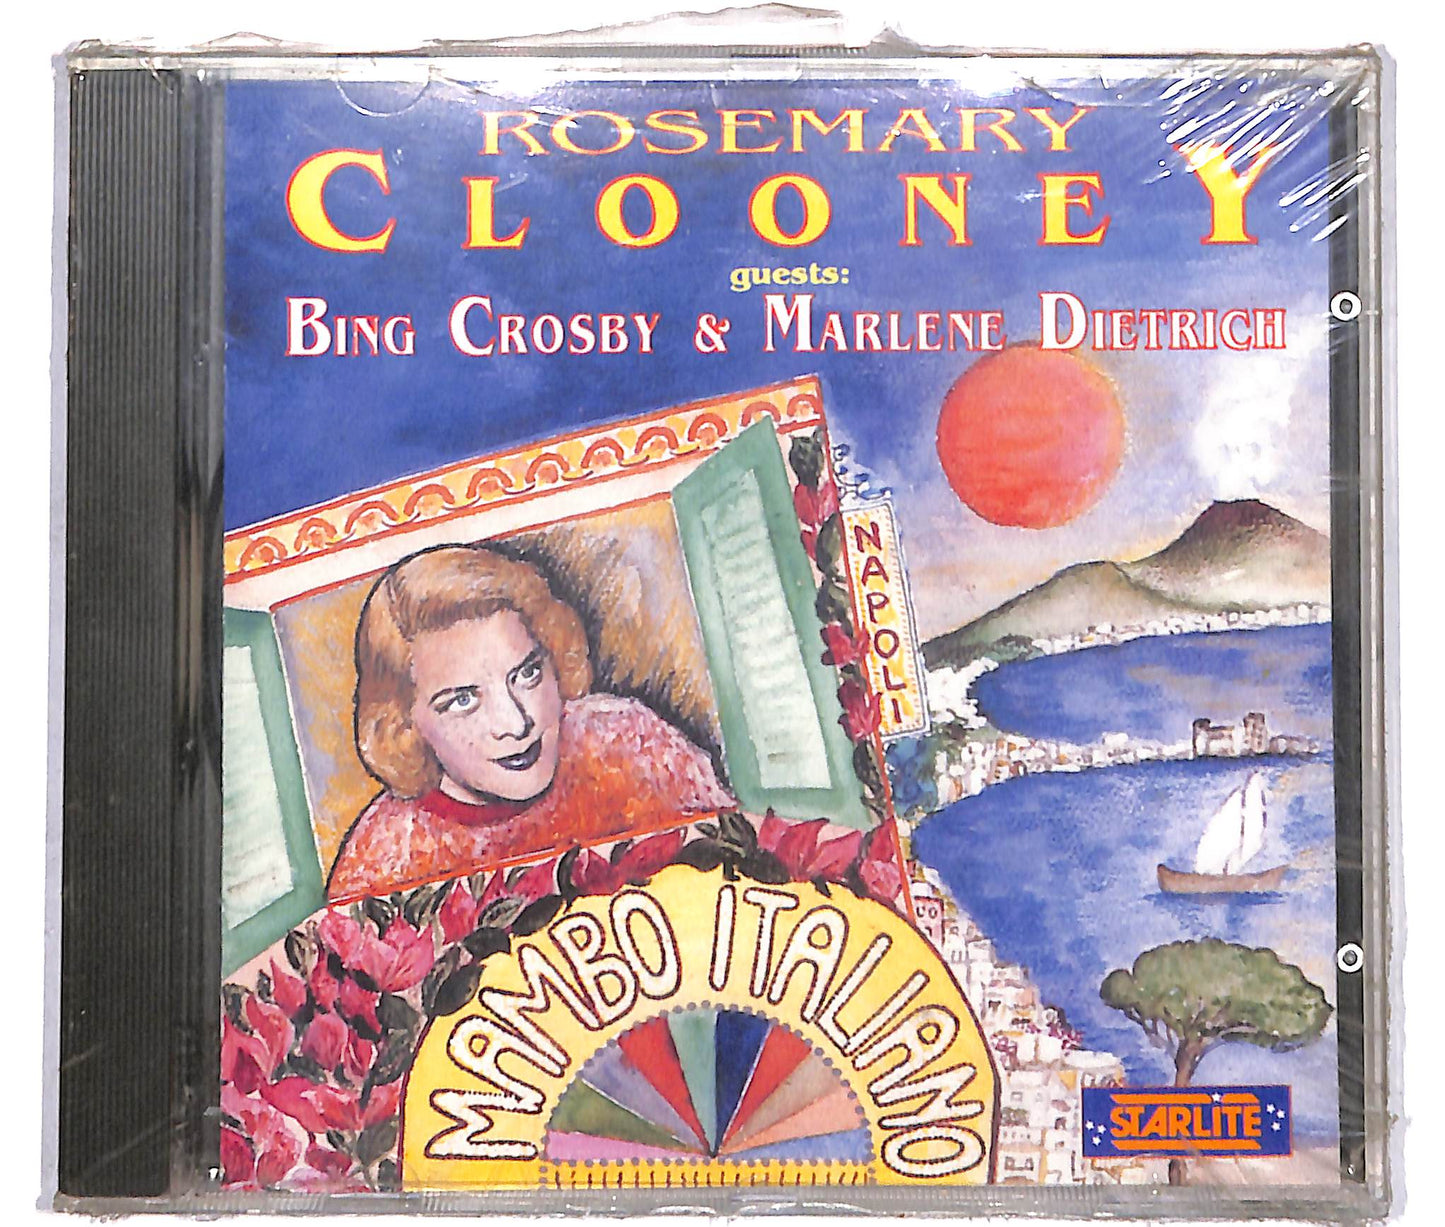 ROSEMARY
CLOONEY
guests:
BING CROSBY & MARLENE DIETRICH
NAPOLI
MAMBO ITALIANO
STARLITE